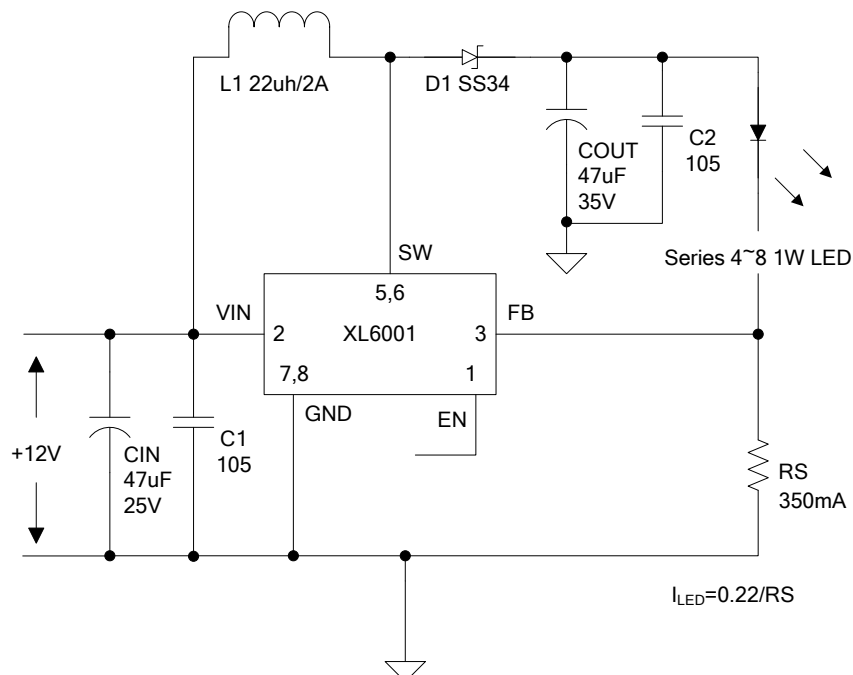 L1 22uh/2A
D1 SS34
COUT
47uF
35V
C2
105
SW
Series 4~8 1W LED
5,6
VIN
FB
2
XL6001
3
7,8
1
GND
EN
+12V
CIN
47uF
25V
C1
105
RS
350mA
I_LED=0.22/RS